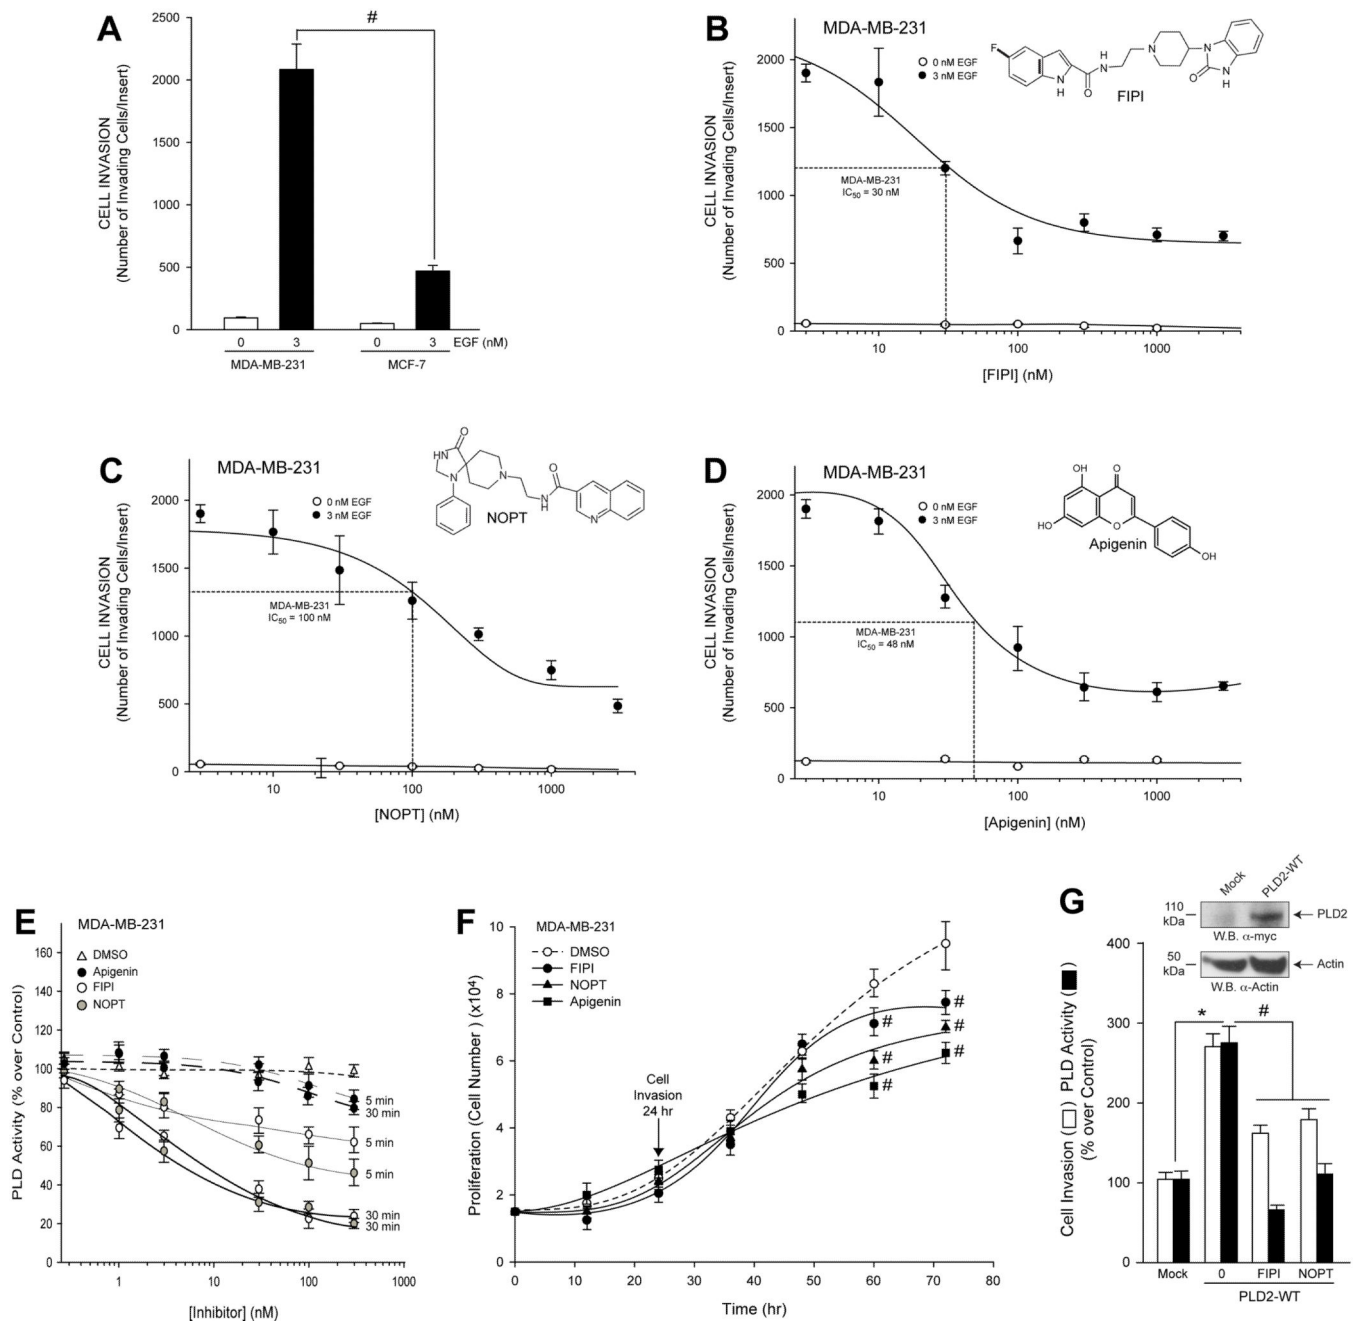 A
CELL INVASION
(Number of Invading Cells/Insert)
2500
2000
1500
1000
500
0
#
0 3 0 3 EGF (nM)
MDA-MB-231 MCF-7
B
MDA-MB-231
0 nM EGF
3 nM EGF
F
N
H
O
H
N
N
N
O
N
H
FIPI
CELL INVASION
(Number of Invading Cells/Insert)
2000
1500
1000
500
0
MDA-MB-231
IC50 = 30 nM
10 100 1000
[FIPI] (nM)
C
MDA-MB-231
0 nM EGF
3 nM EGF
O
HN
N
N
O
N
H
N
NOPT
CELL INVASION
(Number of Invading Cells/Insert)
2000
1500
1000
500
0
MDA-MB-231
IC50 = 100 nM
10 100 1000
[NOPT] (nM)
D
MDA-MB-231
0 nM EGF
3 nM EGF
OH O
HO
O
OH
Apigenin
CELL INVASION
(Number of Invading Cells/Insert)
2000
1500
1000
500
0
MDA-MB-231
IC50 = 48 nM
10 100 1000
[Apigenin] (nM)
E
MDA-MB-231
DMSO
Apigenin
FIPI
NOPT
PLD Activity (% over Control)
160
140
120
100
80
60
40
20
0
5 min
30 min
5 min
5 min
30 min
30 min
1 10 100 1000
[Inhibitor] (nM)
F
MDA-MB-231
DMSO
FIPI
NOPT
Apigenin
Proliferation (Cell Number ) (x10⁴)
10
8
6
4
2
0
Cell
Invasion
24 hr
#
#
#
#
#
#
0 10 20 30 40 50 60 70 80
Time (hr)
G
Mock PLD2-WT
110
kDa
PLD2
W.B. α-myc
50
kDa
Actin
W.B. α-Actin
Cell Invasion ( ) PLD Activity ( )
(% over Control)
400
300
200
100
0
* #
Mock 0 FIPI NOPT
PLD2-WT